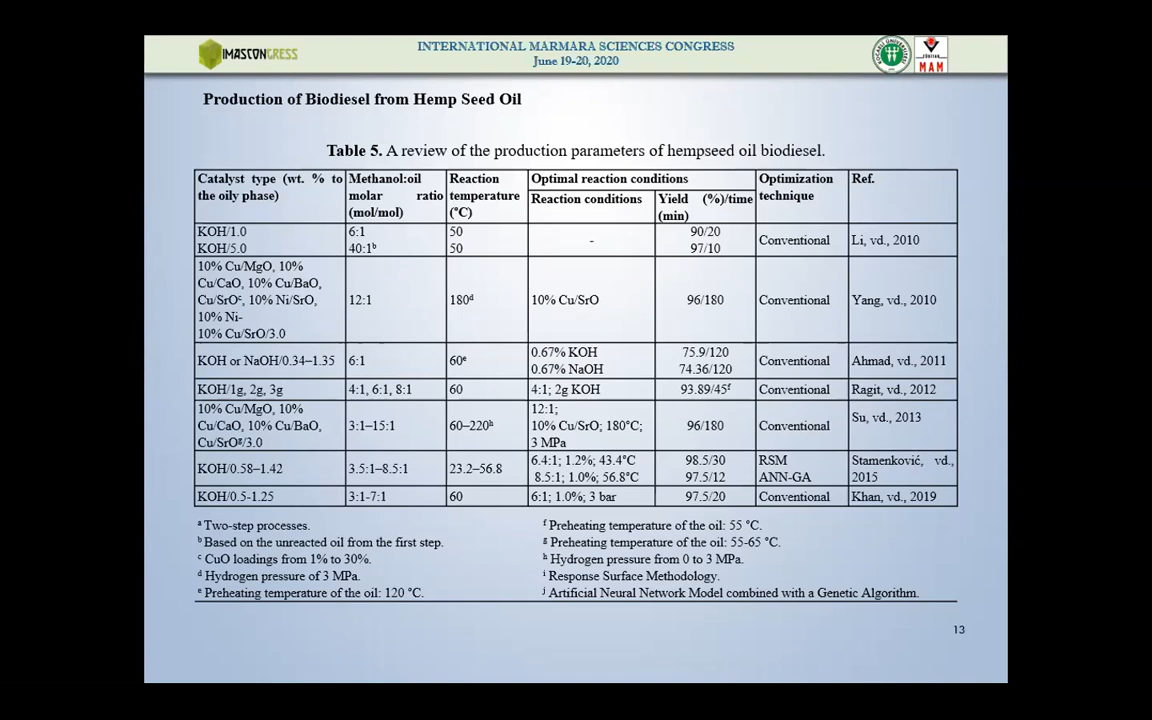 IMASCONGRESS
INTERNATIONAL MARMARA SCIENCES CONGRESS
June 19-20, 2020
KOCAELİ ÜNİVERSİTESİ
TÜBİTAK
MAM
Production of Biodiesel from Hemp Seed Oil
Table 5. A review of the production parameters of hempseed oil biodiesel.
Catalyst type (wt. % to the oily phase) Methanol:oil molar ratio (mol/mol) Reaction temperature (°C) Optimal reaction conditions Optimization technique Ref.
Reaction conditions Yield (%)/time (min)
KOH/1.0 6:1 50 - 90/20 Conventional Li, vd., 2010
KOH/5.0 40:1ᵇ 50 97/10
10% Cu/MgO, 10%
Cu/CaO, 10% Cu/BaO,
Cu/SrOᶜ, 10% Ni/SrO, 12:1 180ᵈ 10% Cu/SrO 96/180 Conventional Yang, vd., 2010
10% Ni-
10% Cu/SrO/3.0
KOH or NaOH/0.34–1.35 6:1 60ᵉ 0.67% KOH 75.9/120 Conventional Ahmad, vd., 2011
0.67% NaOH 74.36/120
KOH/1g, 2g, 3g 4:1, 6:1, 8:1 60 4:1; 2g KOH 93.89/45ᶠ Conventional Ragit, vd., 2012
10% Cu/MgO, 10% 12:1;
Cu/CaO, 10% Cu/BaO, 3:1–15:1 60–220ʰ 10% Cu/SrO; 180°C; 96/180 Conventional Su, vd., 2013
Cu/SrOᵍ/3.0 3 MPa
KOH/0.58–1.42 3.5:1–8.5:1 23.2–56.8 6.4:1; 1.2%; 43.4°C 98.5/30 RSM Stamenković, vd., 2015
8.5:1; 1.0%; 56.8°C 97.5/12 ANN-GA
KOH/0.5-1.25 3:1-7:1 60 6:1; 1.0%; 3 bar 97.5/20 Conventional Khan, vd., 2019
ᵃ Two-step processes.
ᵇ Based on the unreacted oil from the first step.
ᶜ CuO loadings from 1% to 30%.
ᵈ Hydrogen pressure of 3 MPa.
ᵉ Preheating temperature of the oil: 120 °C.
ᶠ Preheating temperature of the oil: 55 °C.
ᵍ Preheating temperature of the oil: 55-65 °C.
ʰ Hydrogen pressure from 0 to 3 MPa.
ⁱ Response Surface Methodology.
ʲ Artificial Neural Network Model combined with a Genetic Algorithm.
13